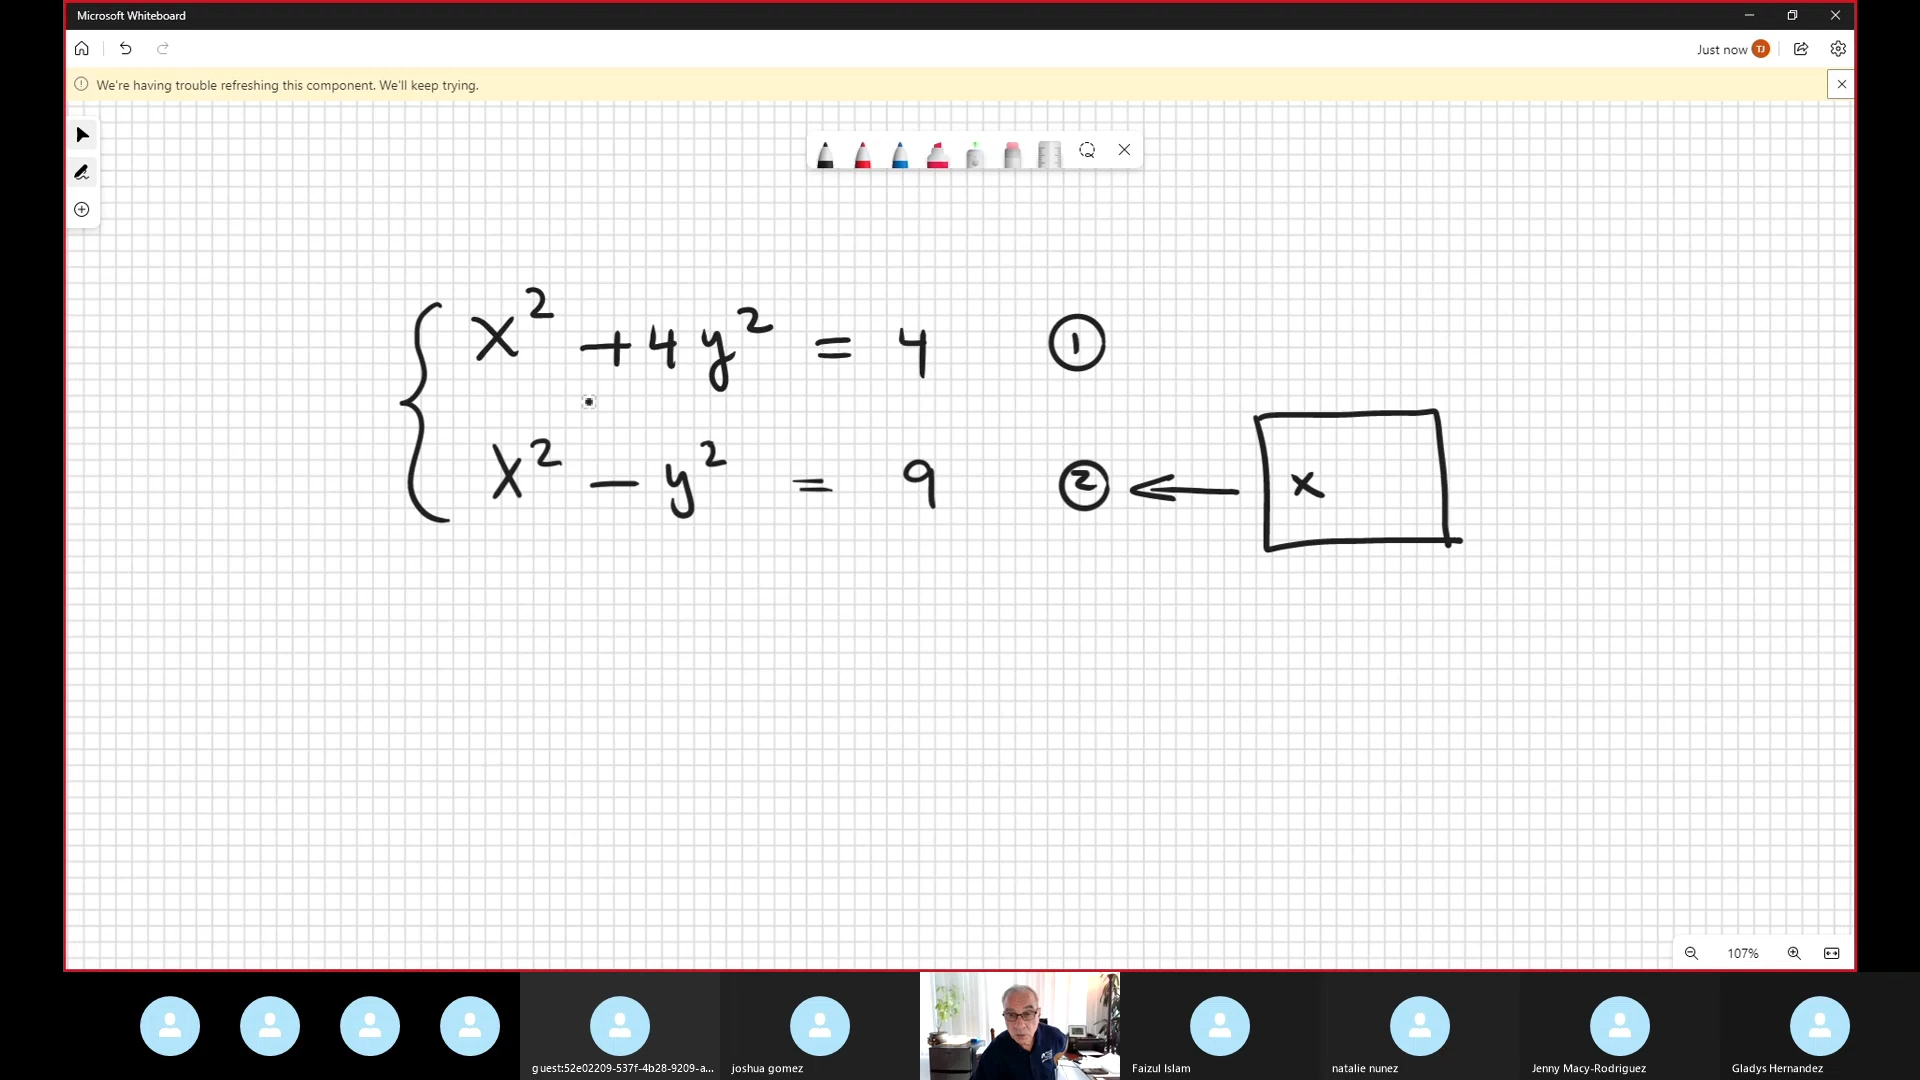 Microsoft Whiteboard
Just now TJ
We're having trouble refreshing this component. We'll keep trying.
x² + 4y² = 4 ①
x² − y² = 9 ② ← x
107%
guest:52e02209-537f-4b28-9209-a...
joshua gomez
Faizul Islam
natalie nunez
Jenny Macy-Rodriguez
Gladys Hernandez